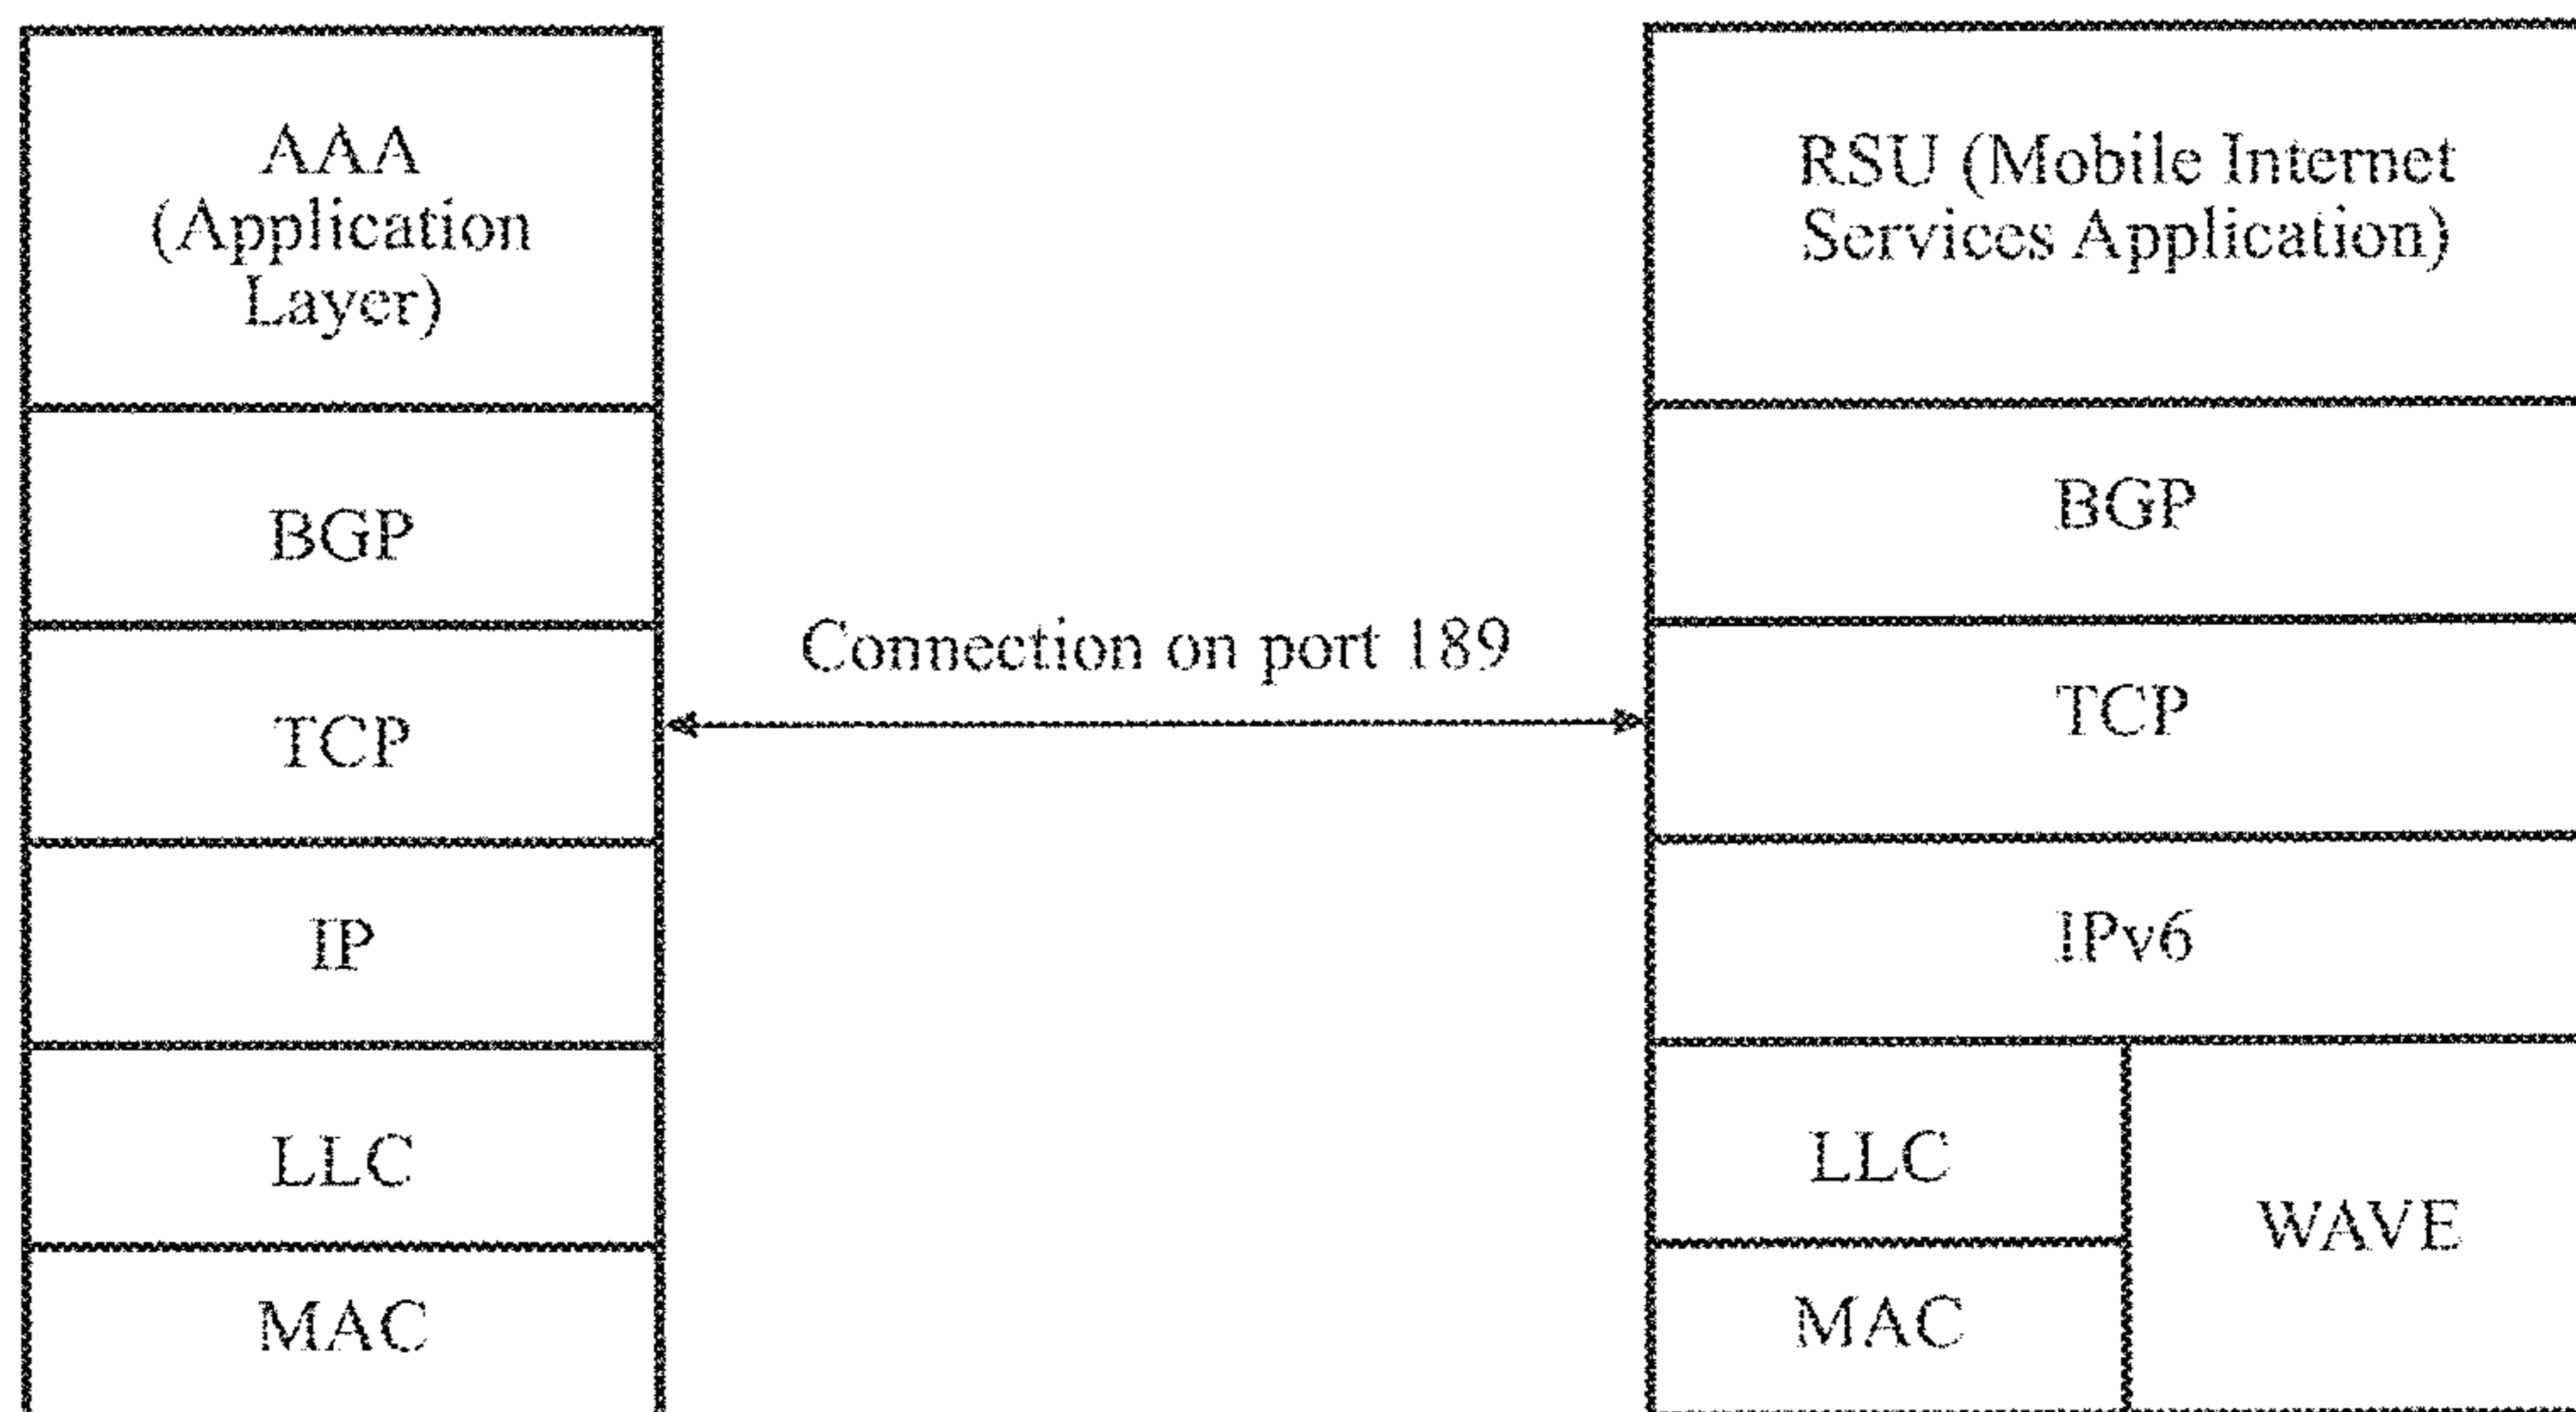 AAA
(Application
Layer)
BGP
TCP
IP
LLC
MAC
Connection on port 189
RSU (Mobile Internet
Services Application)
BGP
TCP
IPv6
LLC
MAC
WAVE